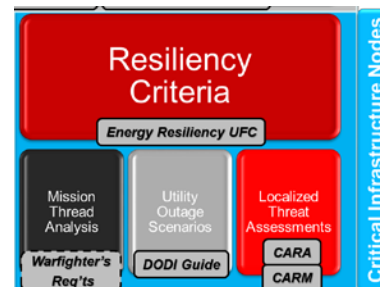 Resiliency
Criteria
Energy Resiliency UFC
Mission
Thread
Analysis
Warfighter's
Req'ts
Utility
Outage
Scenarios
DODI Guide
Localized
Threat
Assessments
CARA
CARM
Critical Infrastructure Nodes